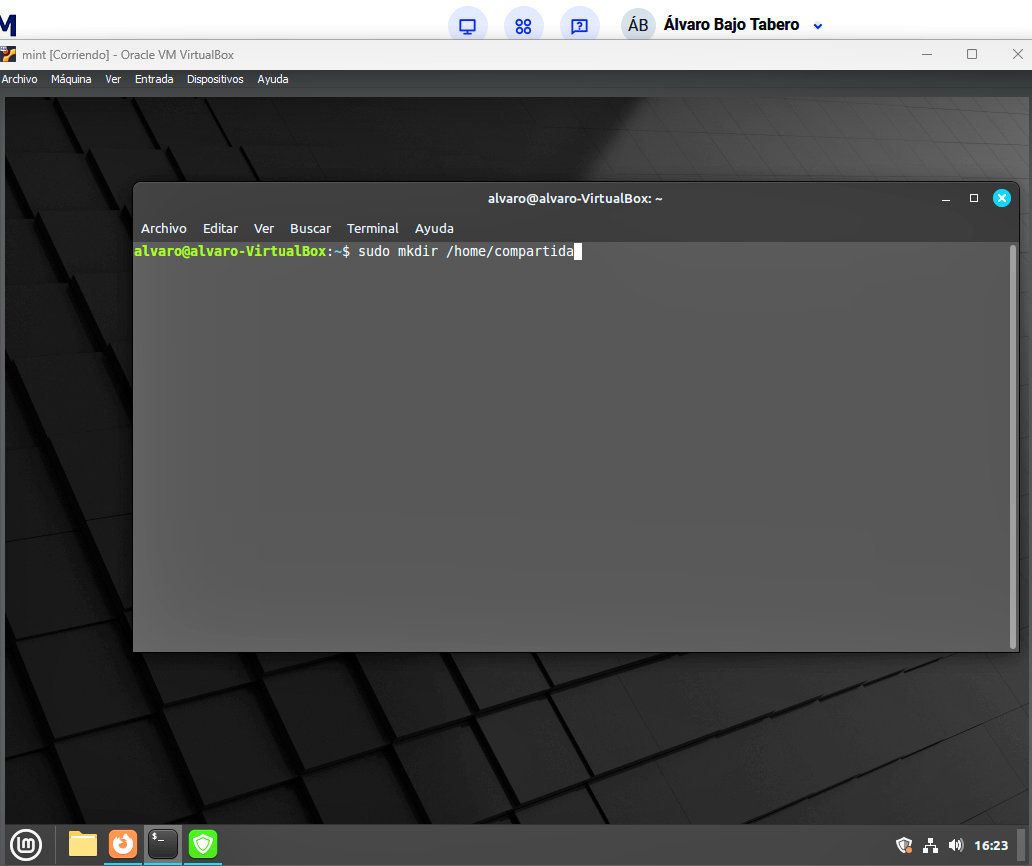 M
ÁB Álvaro Bajo Tabero
mint [Corriendo] - Oracle VM VirtualBox
Archivo Máquina Ver Entrada Dispositivos Ayuda
alvaro@alvaro-VirtualBox: ~
Archivo Editar Ver Buscar Terminal Ayuda
alvaro@alvaro-VirtualBox:~$ sudo mkdir /home/compartida
16:23